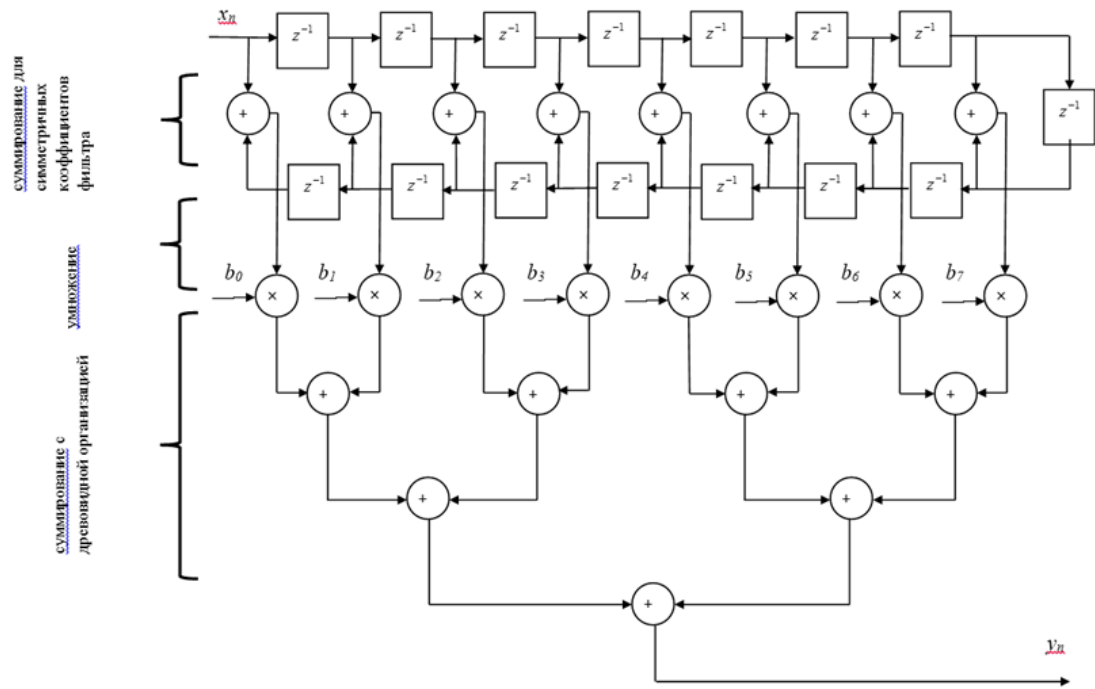 xn
z⁻¹ z⁻¹ z⁻¹ z⁻¹ z⁻¹ z⁻¹ z⁻¹
+ + + + + + + +
z⁻¹
z⁻¹ z⁻¹ z⁻¹ z⁻¹ z⁻¹ z⁻¹ z⁻¹
b0 b1 b2 b3 b4 b5 b6 b7
× × × × × × × ×
+ + + +
+ +
+
yn
суммирование для
симметричных
коэффициентов
фильтра
умножение
суммирование с
древовидной организацией